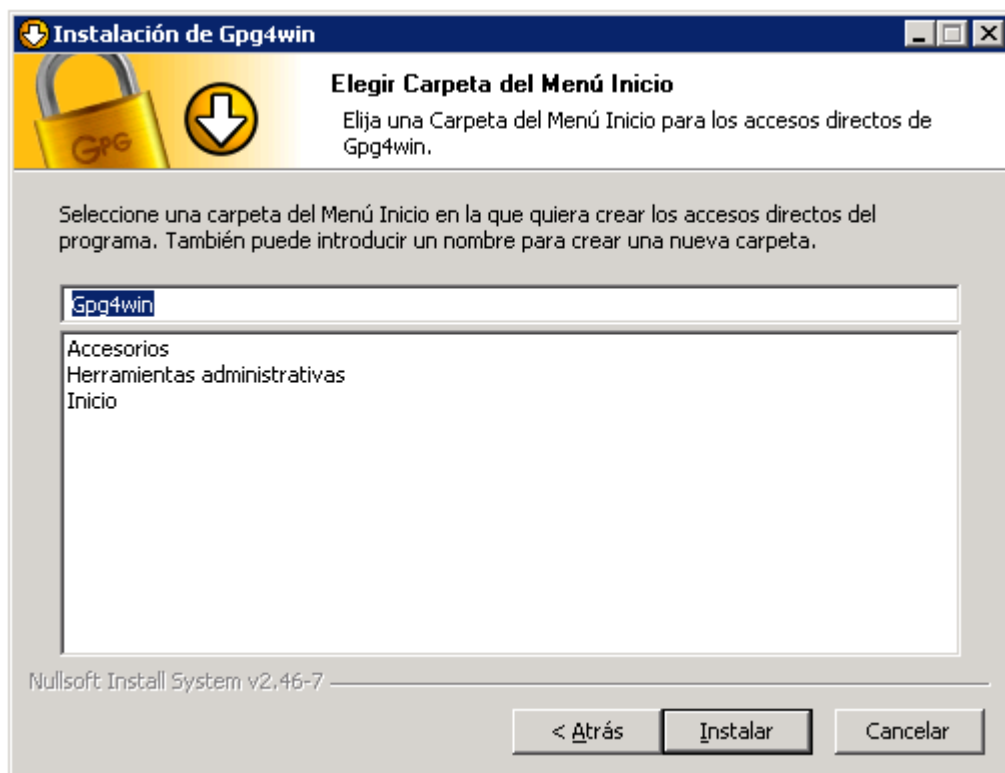 Instalación de Gpg4win
Elegir Carpeta del Menú Inicio
Elija una Carpeta del Menú Inicio para los accesos directos de
Gpg4win.
GPG
Seleccione una carpeta del Menú Inicio en la que quiera crear los accesos directos del
programa. También puede introducir un nombre para crear una nueva carpeta.
Gpg4win
Accesorios
Herramientas administrativas
Inicio
Nullsoft Install System v2.46-7
< Atrás
Instalar
Cancelar